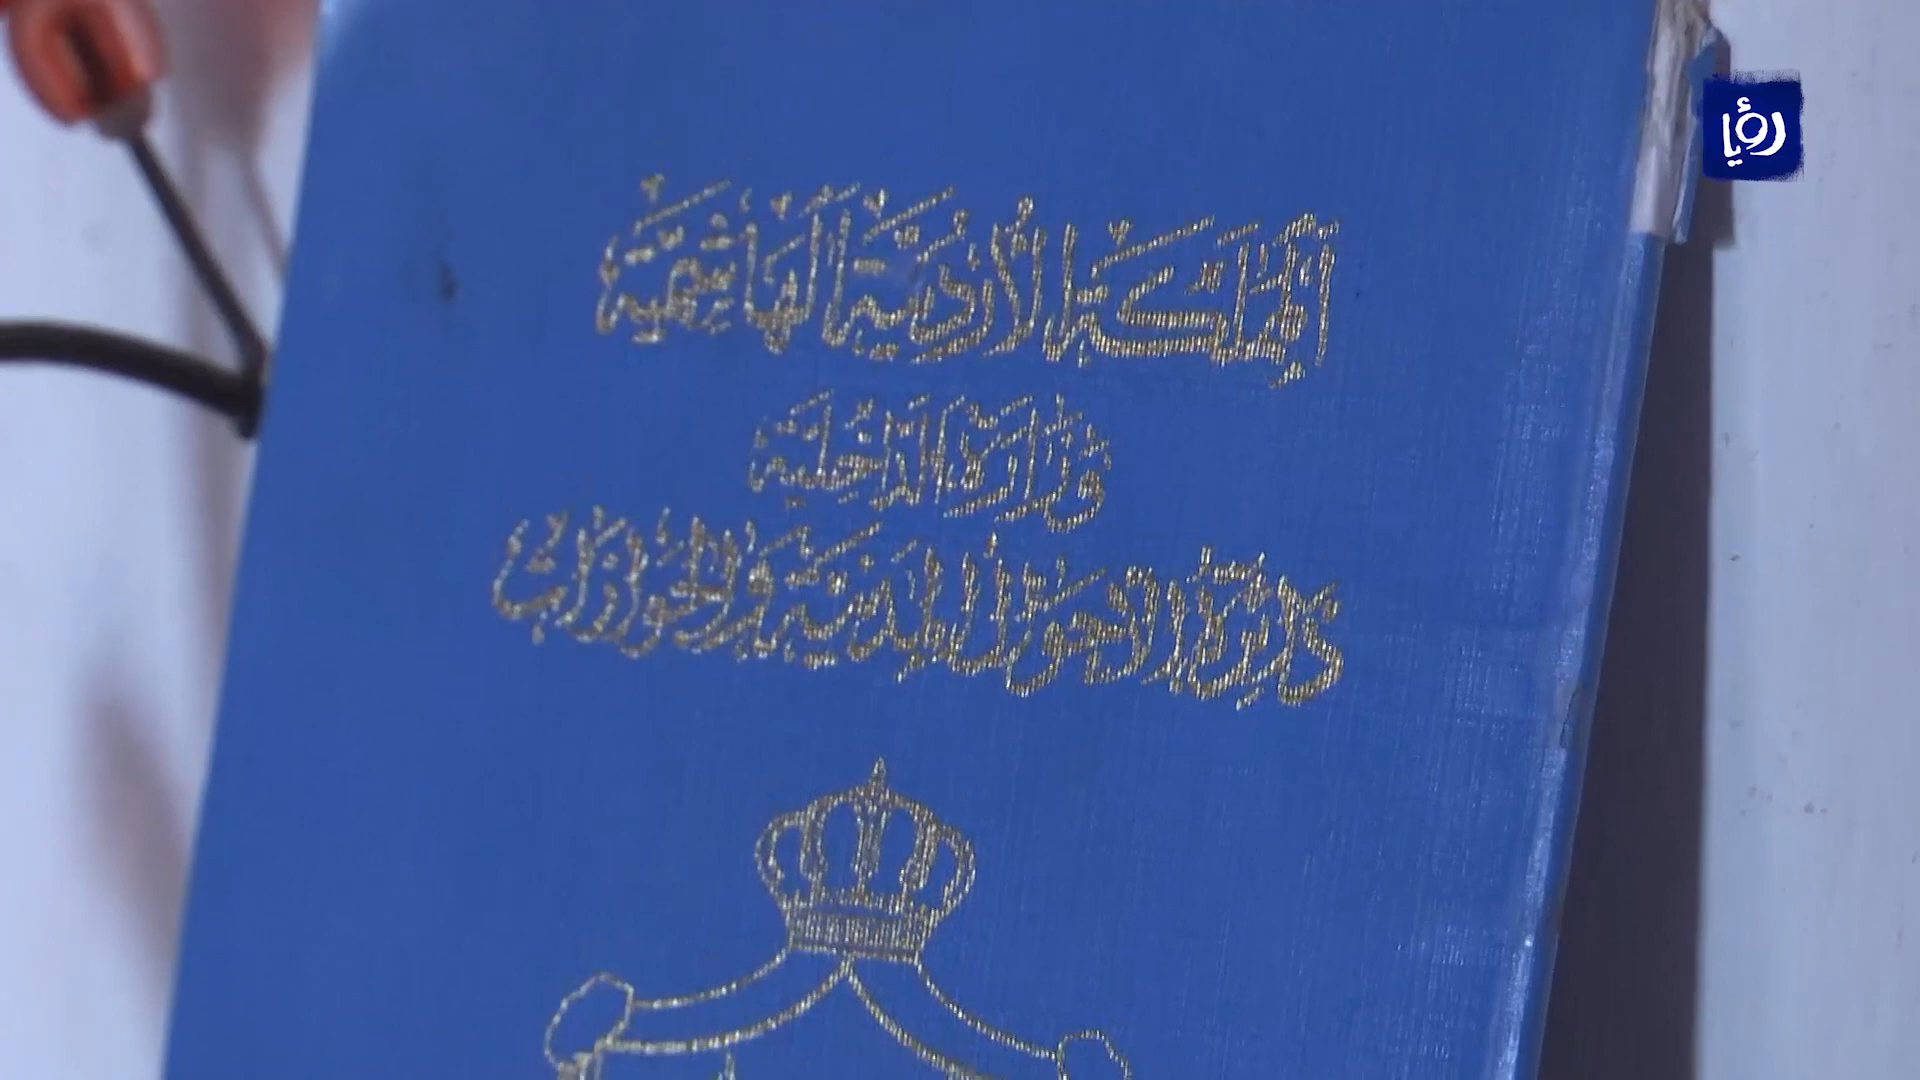 رؤيا
المملكة الأردنية الهاشمية
وزارة الداخلية
دائرة الأحوال المدنية والجوازات